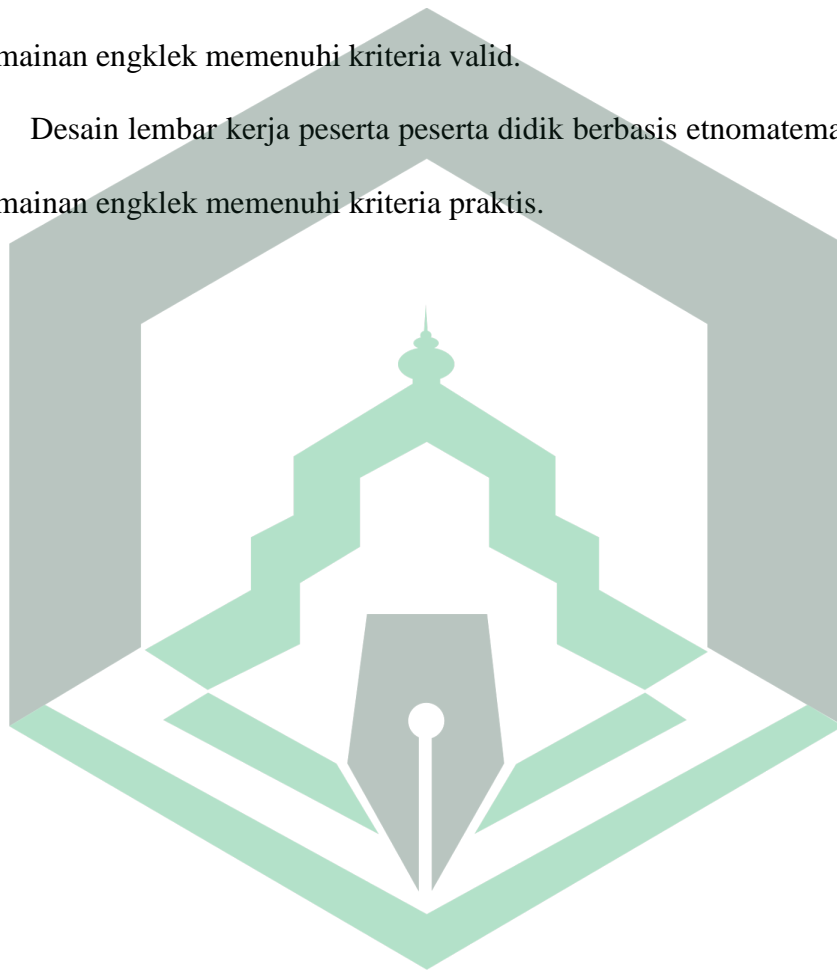 mainan engklek memenuhi kriteria valid.
Desain lembar kerja peserta peserta didik berbasis etnomatema
mainan engklek memenuhi kriteria praktis.